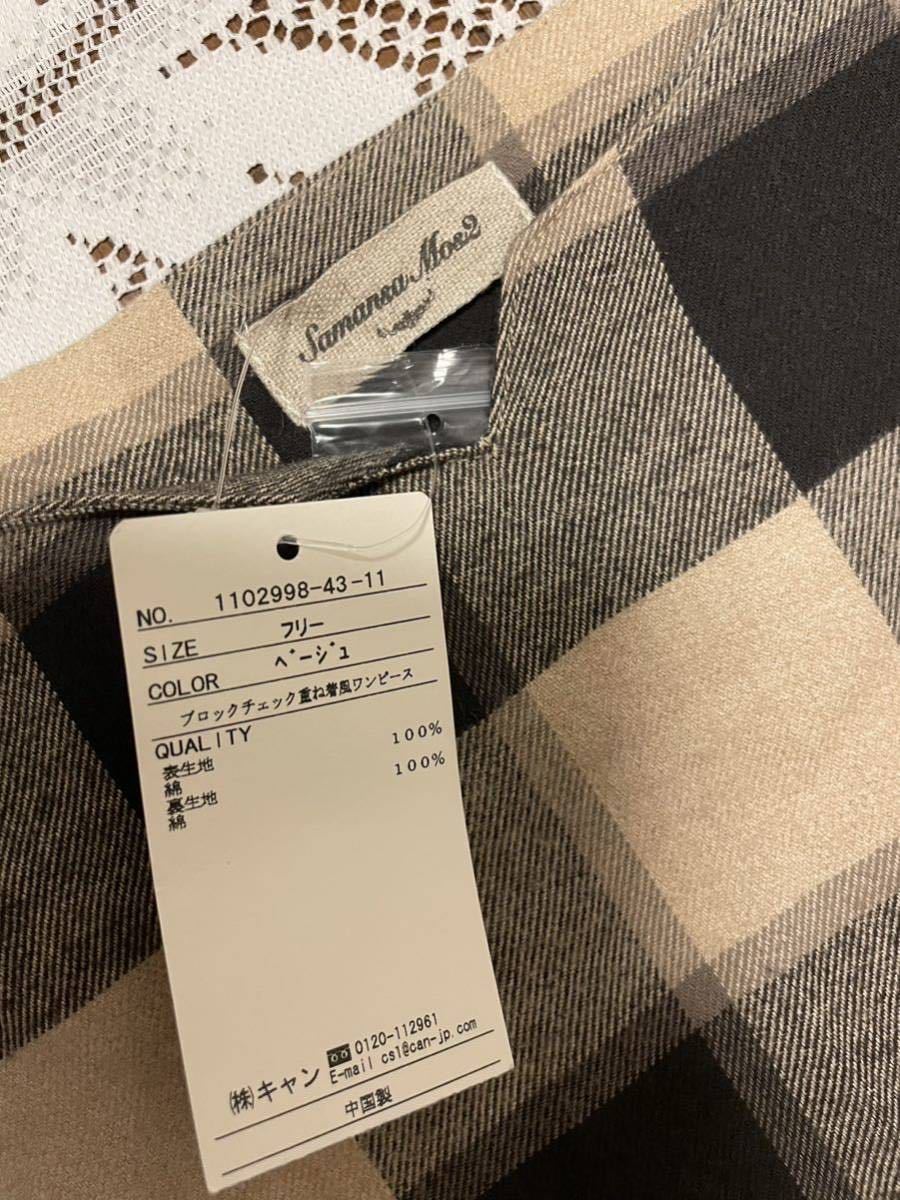 Samansa Mos2
NO. 1102998-43-11
SIZE フリー
COLOR ベージュ
ブロックチェック重ね着風ワンピース
QUALITY
表生地 100%
綿
裏生地 100%
綿
㈱キャン 0120-112961
E-mail cs1@can-jp.com
中国製